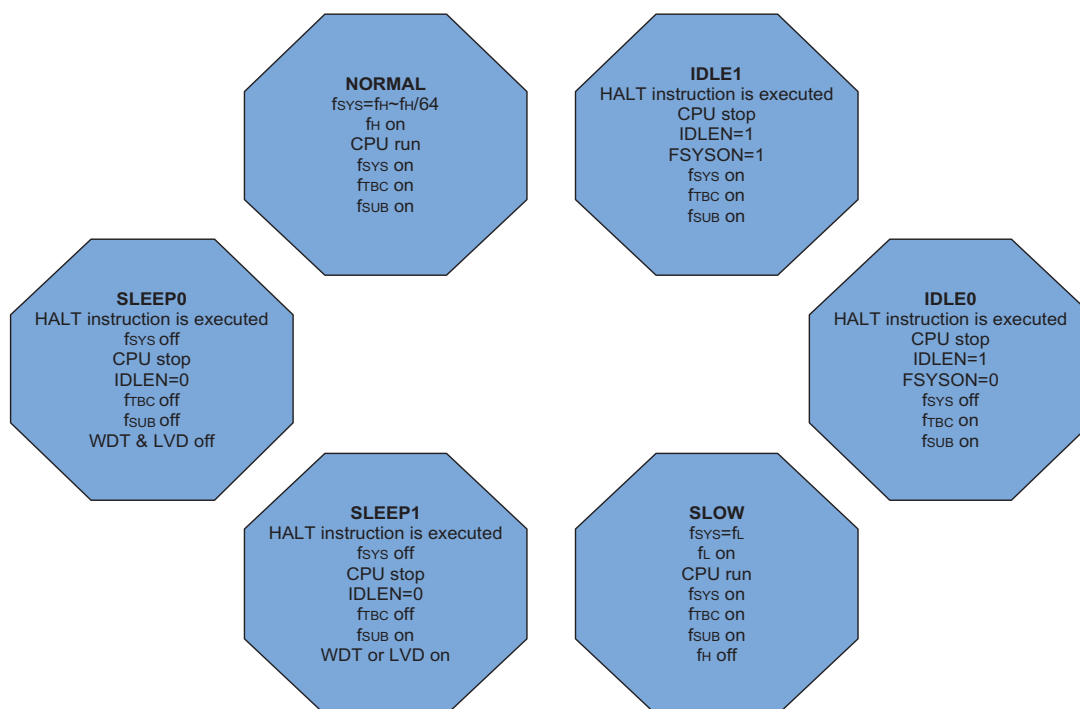 NORMAL
fSYS=fH~fH/64
fH on
CPU run
fSYS on
fTBC on
fSUB on
IDLE1
HALT instruction is executed
CPU stop
IDLEN=1
FSYSON=1
fSYS on
fTBC on
fSUB on
SLEEP0
HALT instruction is executed
fSYS off
CPU stop
IDLEN=0
fTBC off
fSUB off
WDT & LVD off
IDLE0
HALT instruction is executed
CPU stop
IDLEN=1
FSYSON=0
fSYS off
fTBC on
fSUB on
SLEEP1
HALT instruction is executed
fSYS off
CPU stop
IDLEN=0
fTBC off
fSUB on
WDT or LVD on
SLOW
fSYS=fL
fL on
CPU run
fSYS on
fTBC on
fSUB on
fH off